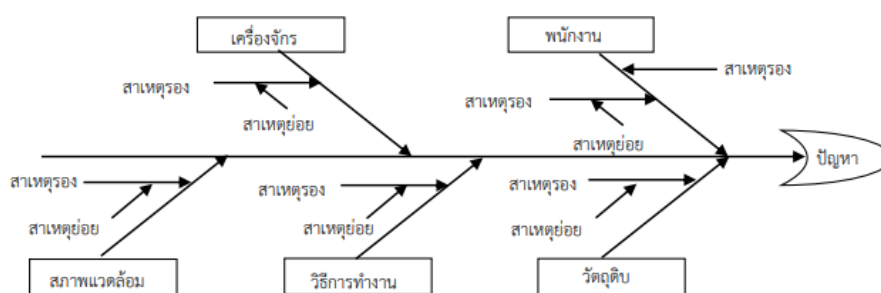 เครื่องจักร
พนักงาน
สาเหตุรอง
สาเหตุรอง
สาเหตุรอง
สาเหตุย่อย
สาเหตุย่อย
ปัญหา
สาเหตุรอง
สาเหตุรอง
สาเหตุรอง
สาเหตุย่อย
สาเหตุย่อย
สาเหตุย่อย
สภาพแวดล้อม
วิธีการทำงาน
วัตถุดิบ